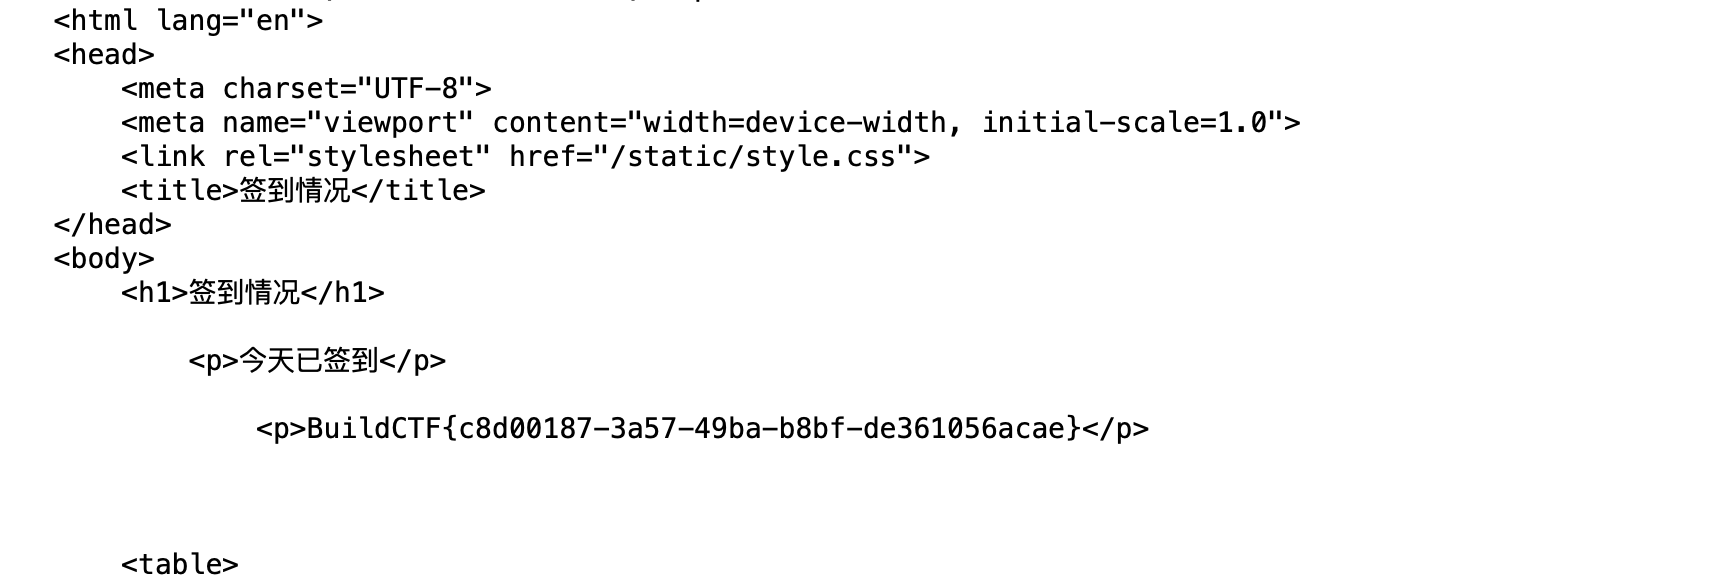 <html lang="en">
<head>
<meta charset="UTF-8">
<meta name="viewport" content="width=device-width, initial-scale=1.0">
<link rel="stylesheet" href="/static/style.css">
<title>签到情况</title>
</head>
<body>
<h1>签到情况</h1>
<p>今天已签到</p>
<p>BuildCTF{c8d00187-3a57-49ba-b8bf-de361056acae}</p>
<table>